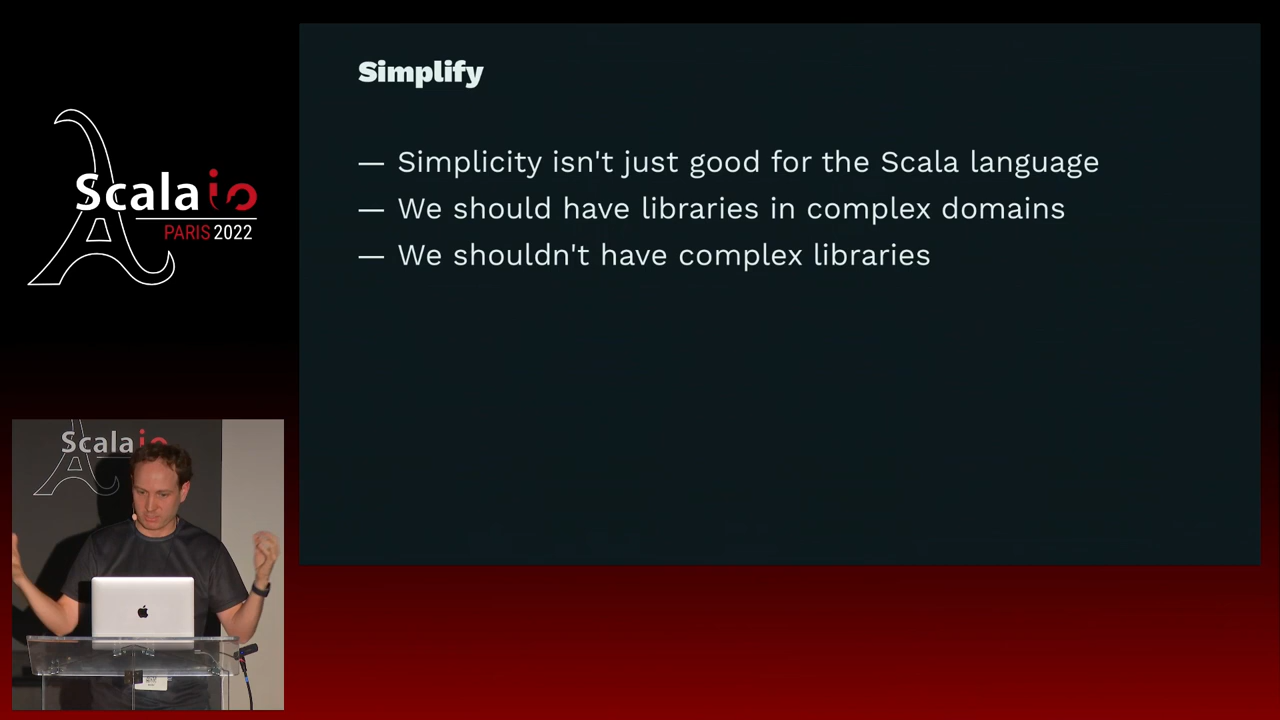 Simplify
— Simplicity isn't just good for the Scala language
— We should have libraries in complex domains
— We shouldn't have complex libraries
Scala io
PARIS 2022
Scala io